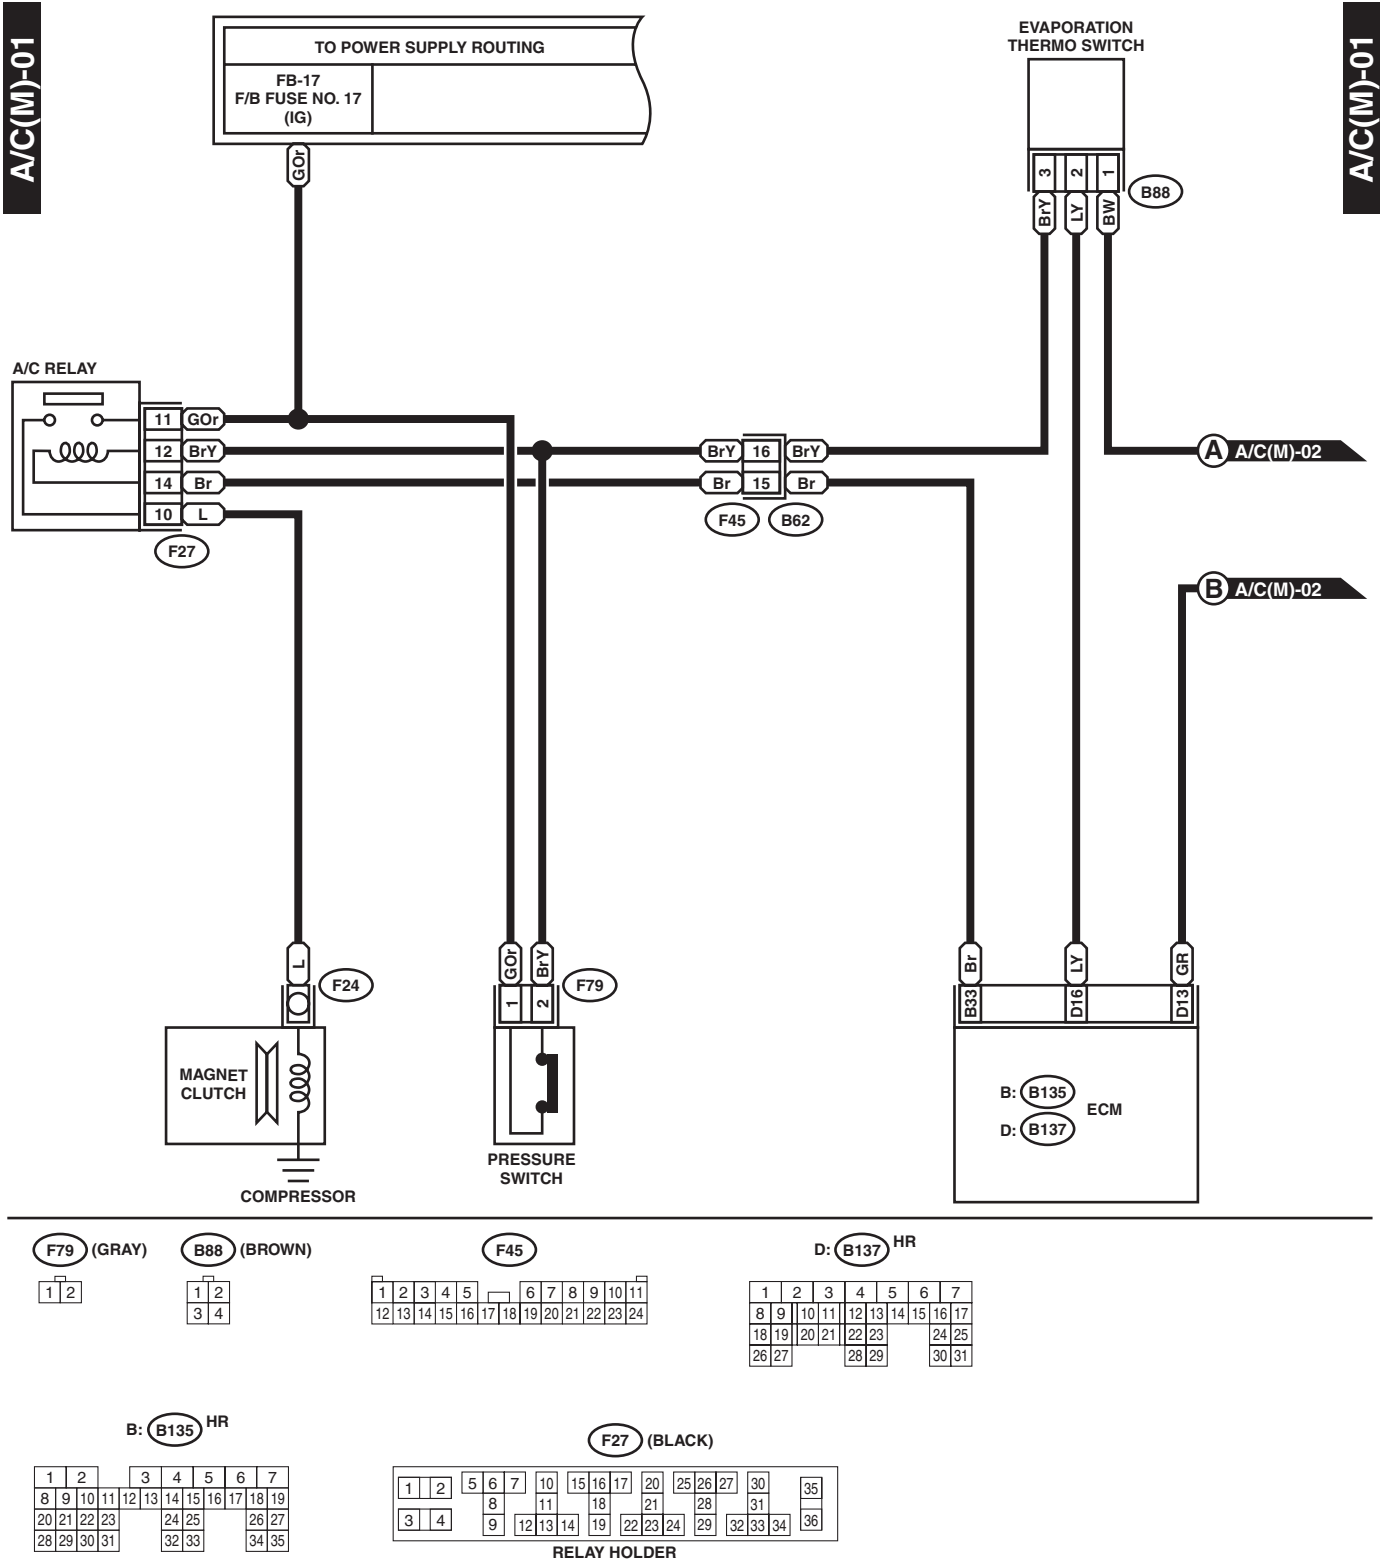 A/C(M)-01
A/C(M)-01
TO POWER SUPPLY ROUTING
FB-17
F/B FUSE NO. 17
(IG)
EVAPORATION
THERMO SWITCH
3 2 1
B88
GOr
BrY LY BW
A/C RELAY
11 GOr
12 BrY
BrY 16 BrY
A A/C(M)-02
14 Br
Br 15 Br
10 L
F45 B62
F27
B A/C(M)-02
L
GOr BrY
Br LY GR
F24
1 2
F79
B33 D16 D13
MAGNET
CLUTCH
B: B135
ECM
D: B137
COMPRESSOR
PRESSURE
SWITCH
F79 (GRAY)
1 2
B88 (BROWN)
1 2
3 4
F45
1 2 3 4 5 6 7 8 9 10 11
12 13 14 15 16 17 18 19 20 21 22 23 24
D: B137 HR
1 2 3 4 5 6 7
8 9 10 11 12 13 14 15 16 17
18 19 20 21 22 23 24 25
26 27 28 29 30 31
B: B135 HR
1 2 3 4 5 6 7
8 9 10 11 12 13 14 15 16 17 18 19
20 21 22 23 24 25 26 27
28 29 30 31 32 33 34 35
F27 (BLACK)
1 2 5 6 7 10 15 16 17 20 25 26 27 30 35
8 11 18 21 28 31
3 4 9 12 13 14 19 22 23 24 29 32 33 34 36
RELAY HOLDER